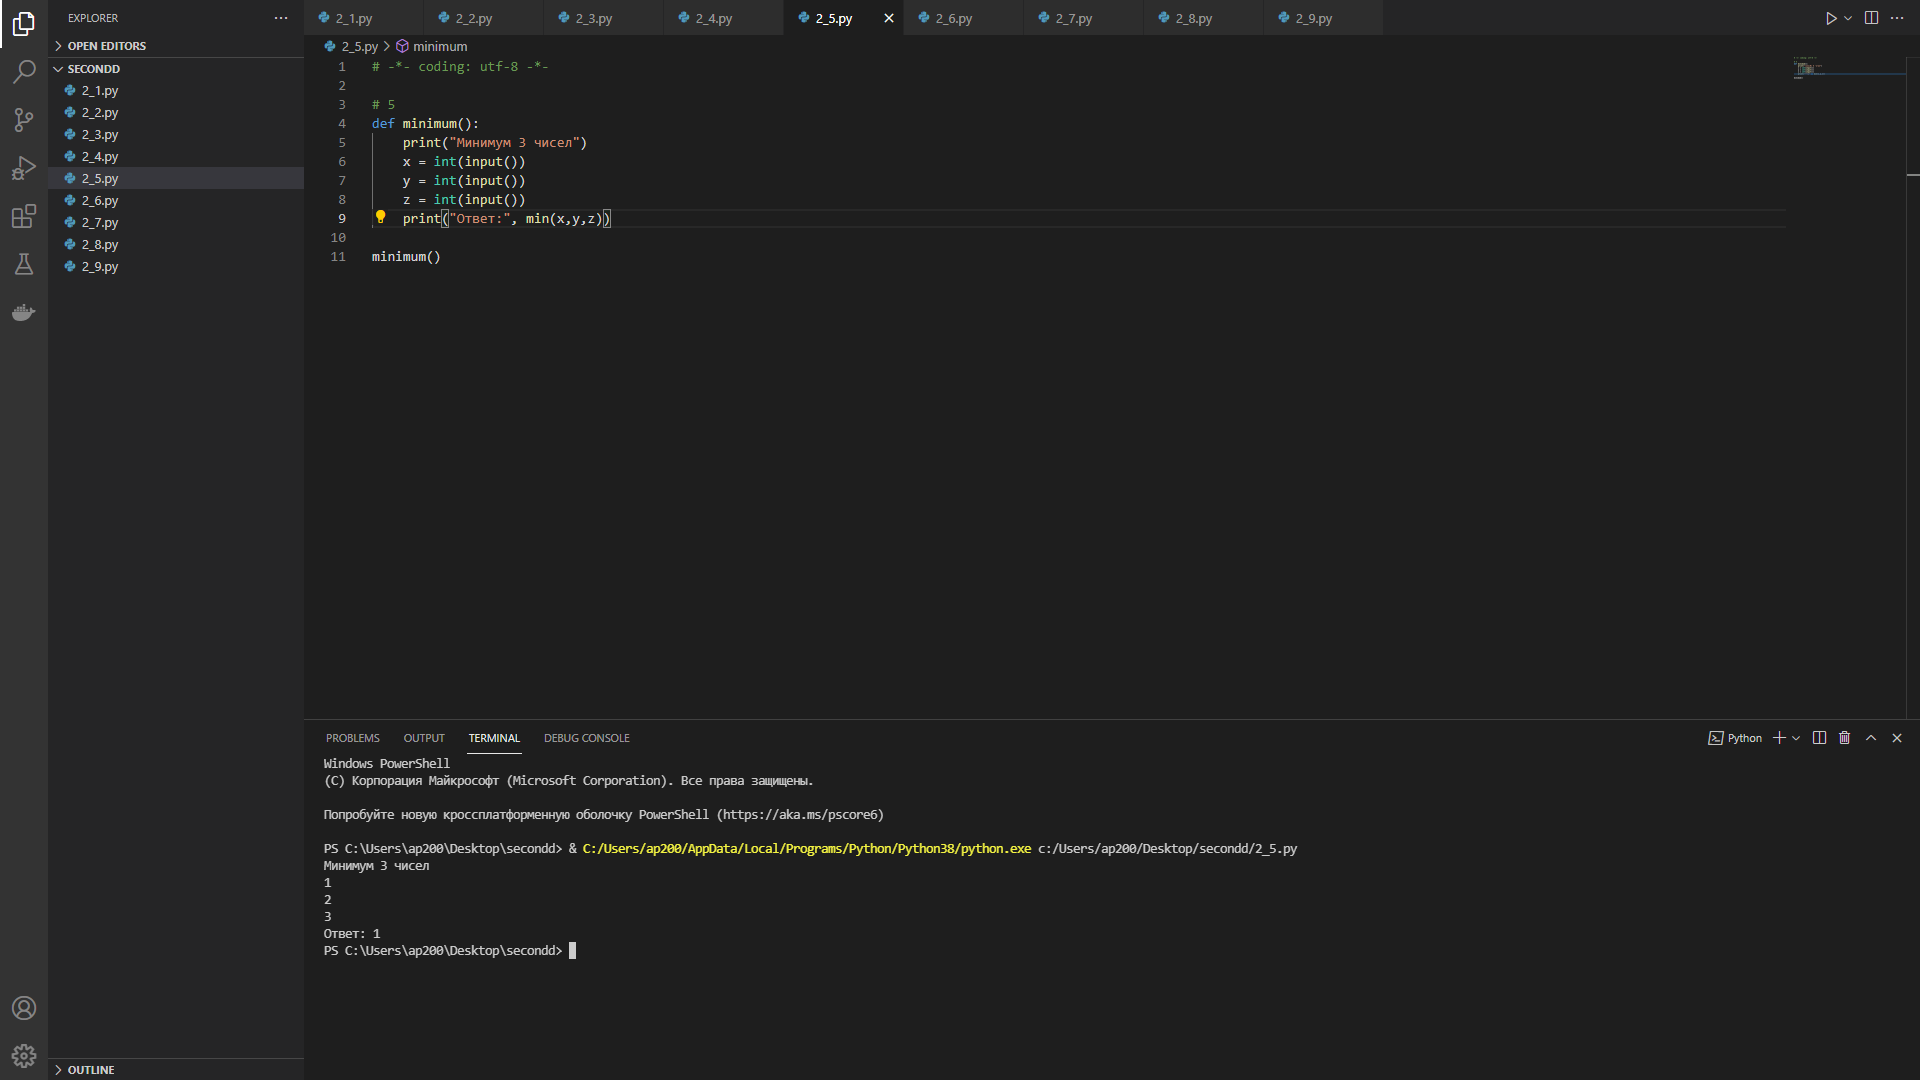 EXPLORER
OPEN EDITORS
SECONDD
2_1.py
2_2.py
2_3.py
2_4.py
2_5.py
2_6.py
2_7.py
2_8.py
2_9.py
OUTLINE
2_1.py 2_2.py 2_3.py 2_4.py 2_5.py 2_6.py 2_7.py 2_8.py 2_9.py
2_5.py > minimum
1 # -*- coding: utf-8 -*-
2
3 # 5
4 def minimum():
5 print("Минимум 3 чисел")
6 x = int(input())
7 y = int(input())
8 z = int(input())
9 print("Ответ:", min(x,y,z))
10
11 minimum()
PROBLEMS OUTPUT TERMINAL DEBUG CONSOLE
Python
Windows PowerShell
(C) Корпорация Майкрософт (Microsoft Corporation). Все права защищены.
Попробуйте новую кроссплатформенную оболочку PowerShell (https://aka.ms/pscore6)
PS C:\Users\ap200\Desktop\secondd> & C:/Users/ap200/AppData/Local/Programs/Python/Python38/python.exe c:/Users/ap200/Desktop/secondd/2_5.py
Минимум 3 чисел
1
2
3
Ответ: 1
PS C:\Users\ap200\Desktop\secondd>